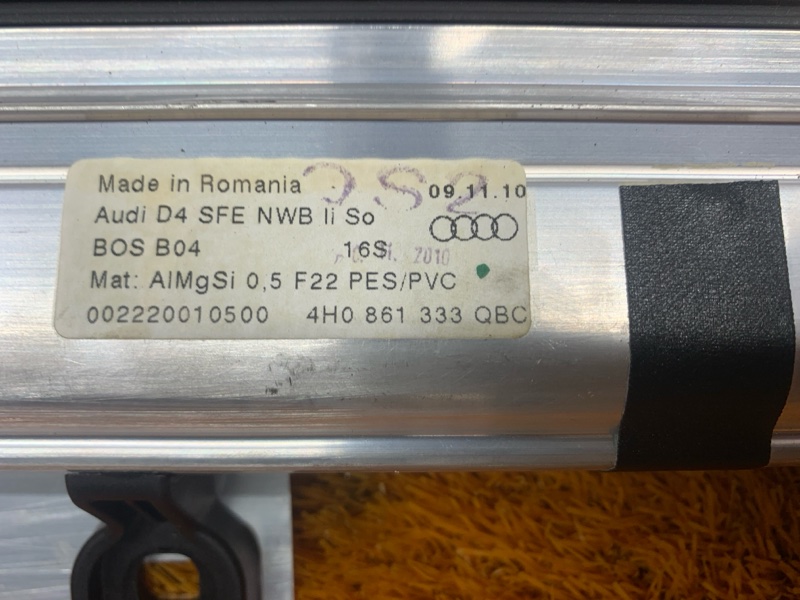 Made in Romania 09.11.10
Audi D4 SFE NWB li So
BOS B04 16S
Mat: AlMgSi 0,5 F22 PES/PVC
002220010500 4H0 861 333 QBC